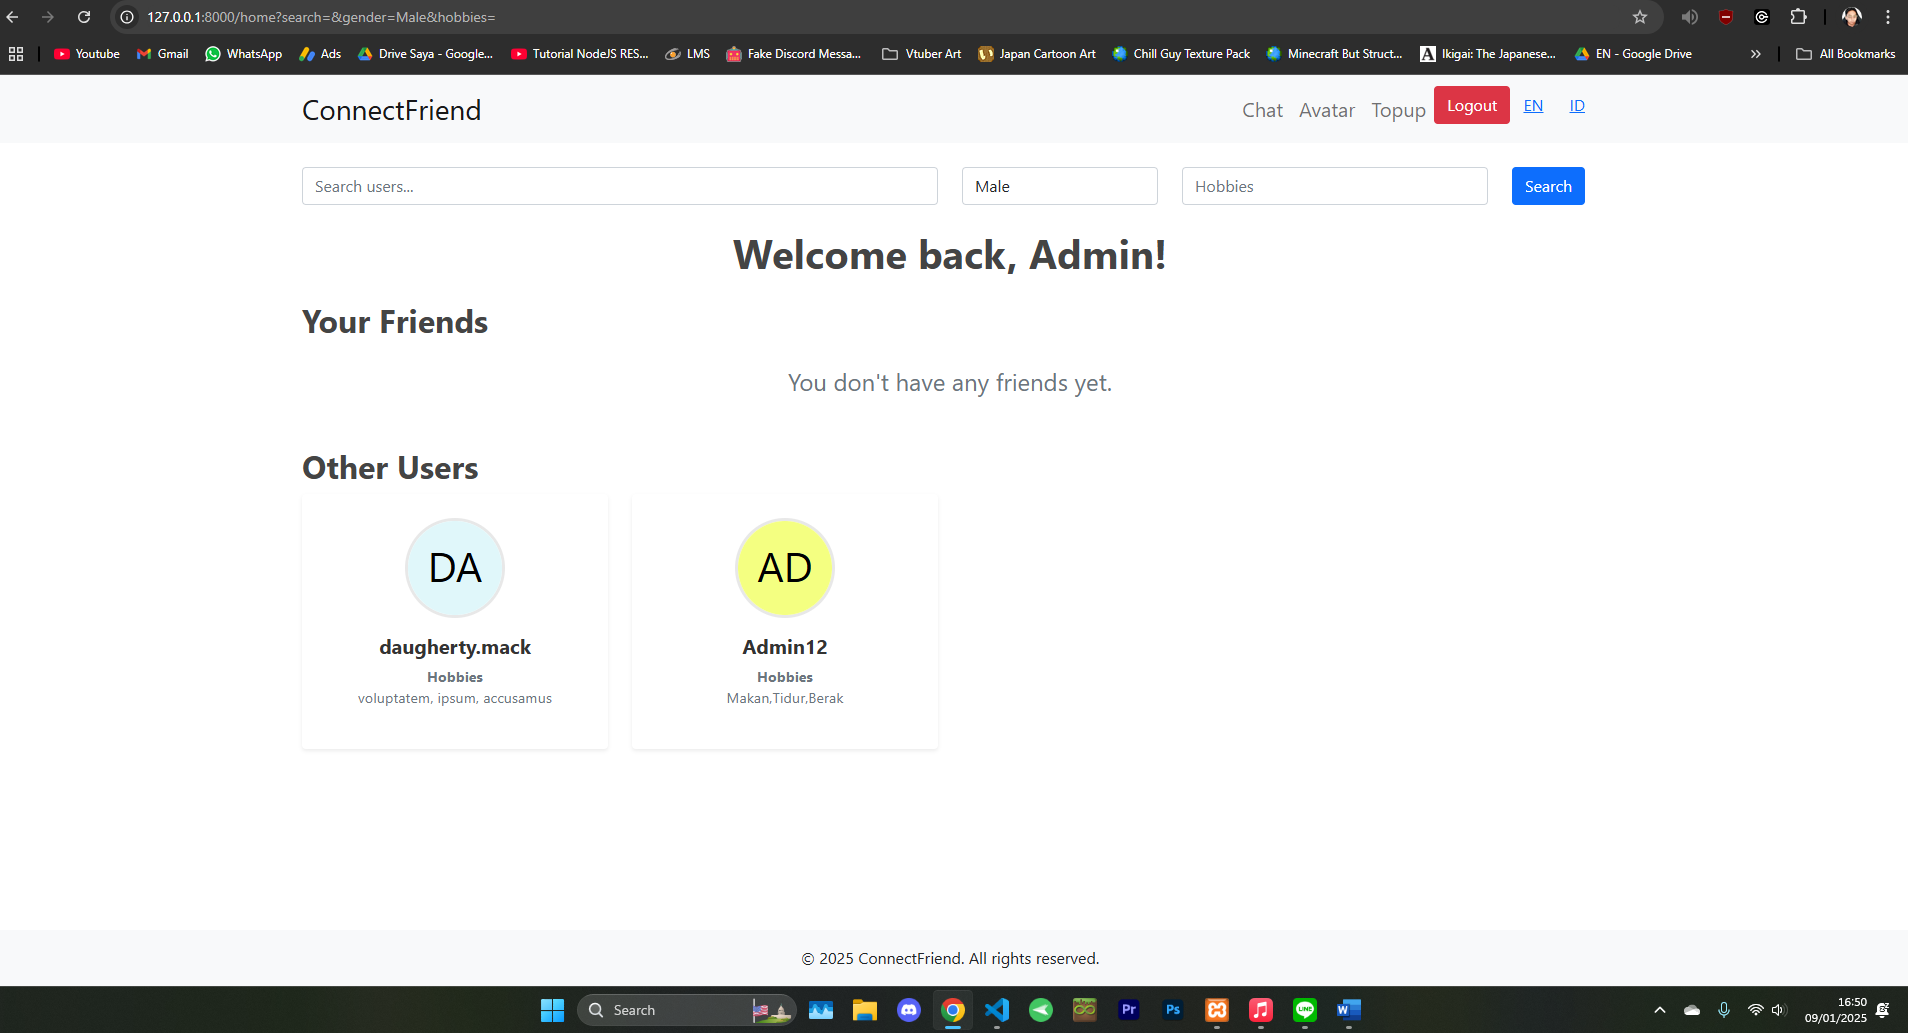 127.0.0.1:8000/home?search=&gender=Male&hobbies=
Youtube Gmail WhatsApp Ads Drive Saya - Google... Tutorial NodeJS RES... LMS Fake Discord Messa... Vtuber Art Japan Cartoon Art Chill Guy Texture Pack Minecraft But Struct... Ikigai: The Japanese... EN - Google Drive » All Bookmarks
ConnectFriend Chat Avatar Topup Logout EN ID
Search users... Male Hobbies Search
Welcome back, Admin!
Your Friends
You don't have any friends yet.
Other Users
DA AD
daugherty.mack Admin12
Hobbies Hobbies
voluptatem, ipsum, accusamus Makan,Tidur,Berak
© 2025 ConnectFriend. All rights reserved.
Search Pr Ps LINE W 16:50
09/01/2025